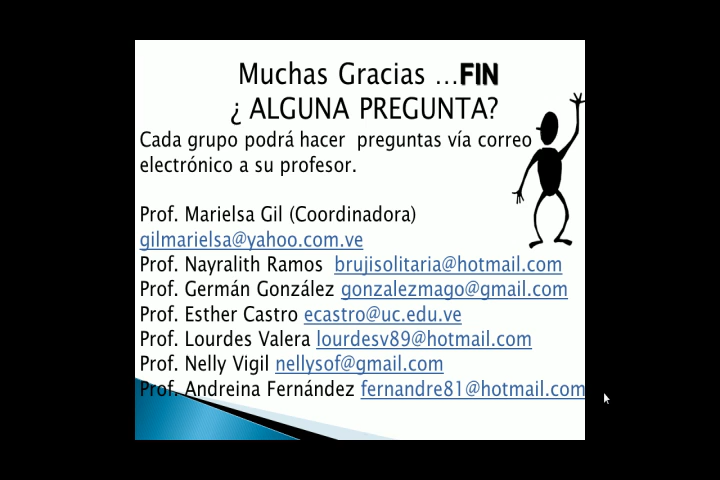 Muchas Gracias ...FIN
¿ ALGUNA PREGUNTA?
Cada grupo podrá hacer preguntas vía correo
electrónico a su profesor.
Prof. Marielsa Gil (Coordinadora)
gilmarielsa@yahoo.com.ve
Prof. Nayralith Ramos brujisolitaria@hotmail.com
Prof. Germán González gonzalezmago@gmail.com
Prof. Esther Castro ecastro@uc.edu.ve
Prof. Lourdes Valera lourdesv89@hotmail.com
Prof. Nelly Vigil nellysof@gmail.com
Prof. Andreina Fernández fernandre81@hotmail.com